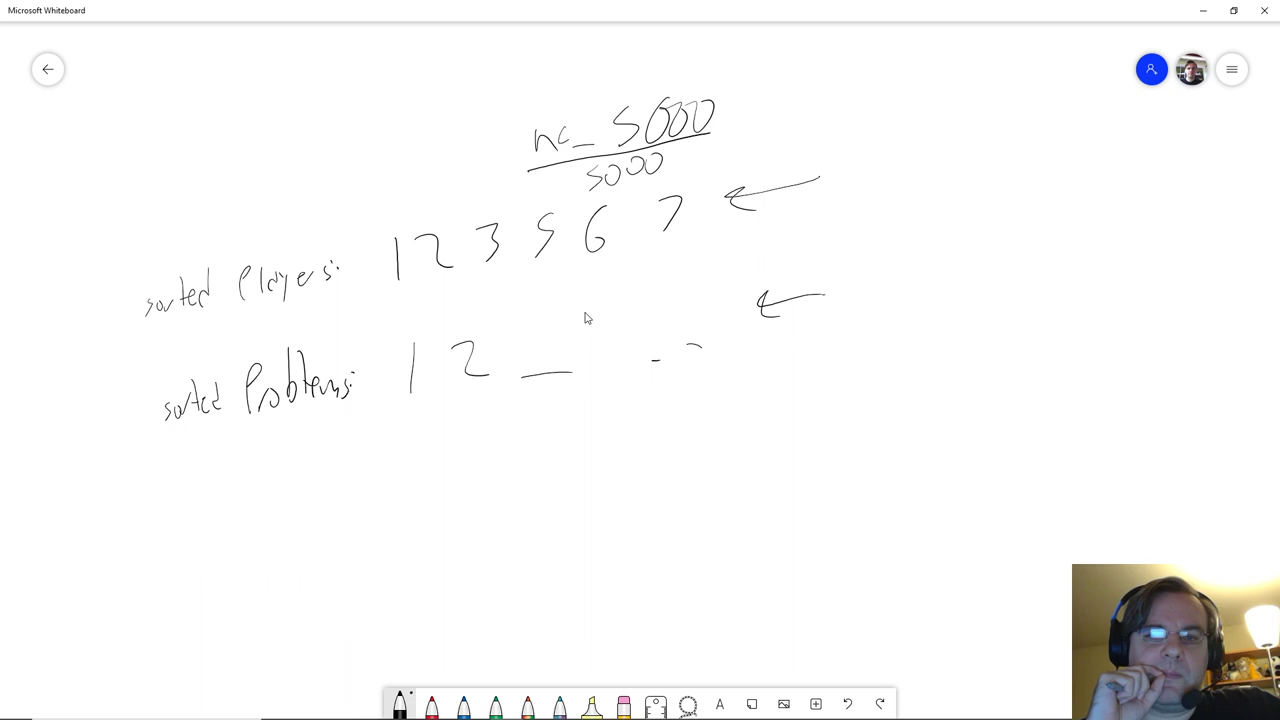 Microsoft Whiteboard
nc_5000
5000
sorted Players: 1 2 3 5 6 7
sorted Problems: 1 2 _ - -
A